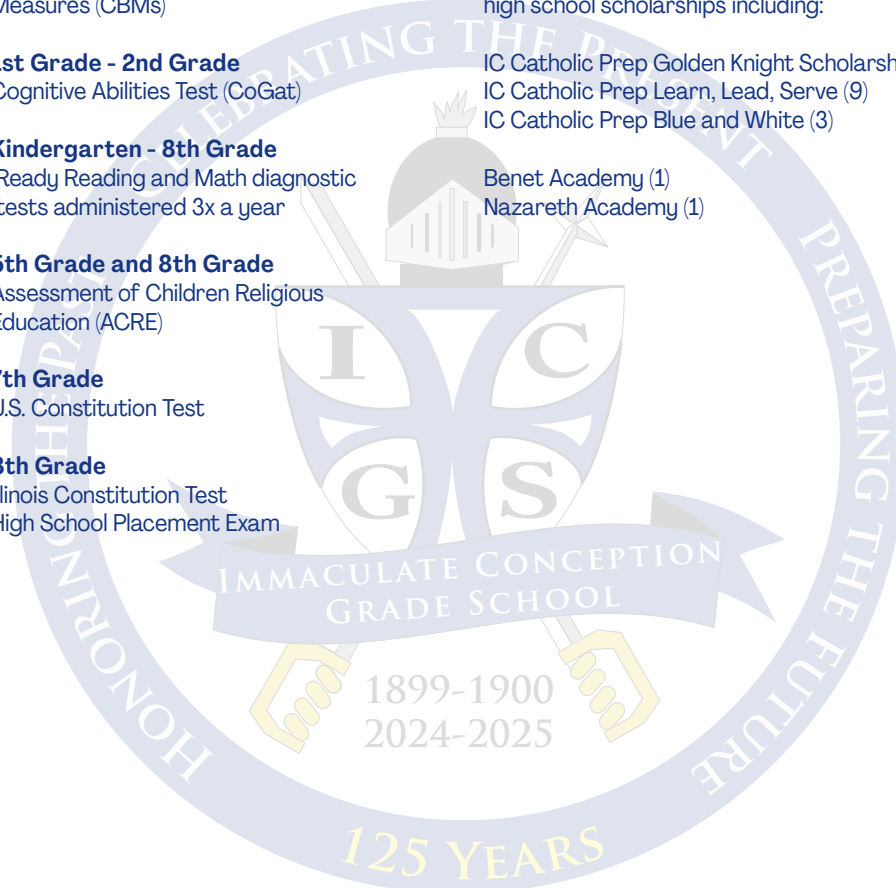 Measures (CBMs)
1st Grade - 2nd Grade
Cognitive Abilities Test (CoGat)
Kindergarten - 8th Grade
Ready Reading and Math diagnostic
tests administered 3x a year
5th Grade and 8th Grade
Assessment of Children Religious
Education (ACRE)
7th Grade
U.S. Constitution Test
8th Grade
Illinois Constitution Test
High School Placement Exam
high school scholarships including:
IC Catholic Prep Golden Knight
IC Catholic Prep Learn, Lead, Serve (9)
IC Catholic Prep Blue and White (3)
Benet Academy (1)
Nazareth Academy (1)
HONORING THE PAST
CELEBRATING THE PRESENT
PREPARING THE FUTURE
I C
G S
IMMACULATE CONCEPTION
GRADE SCHOOL
1899-1900
2024-2025
125 YEARS